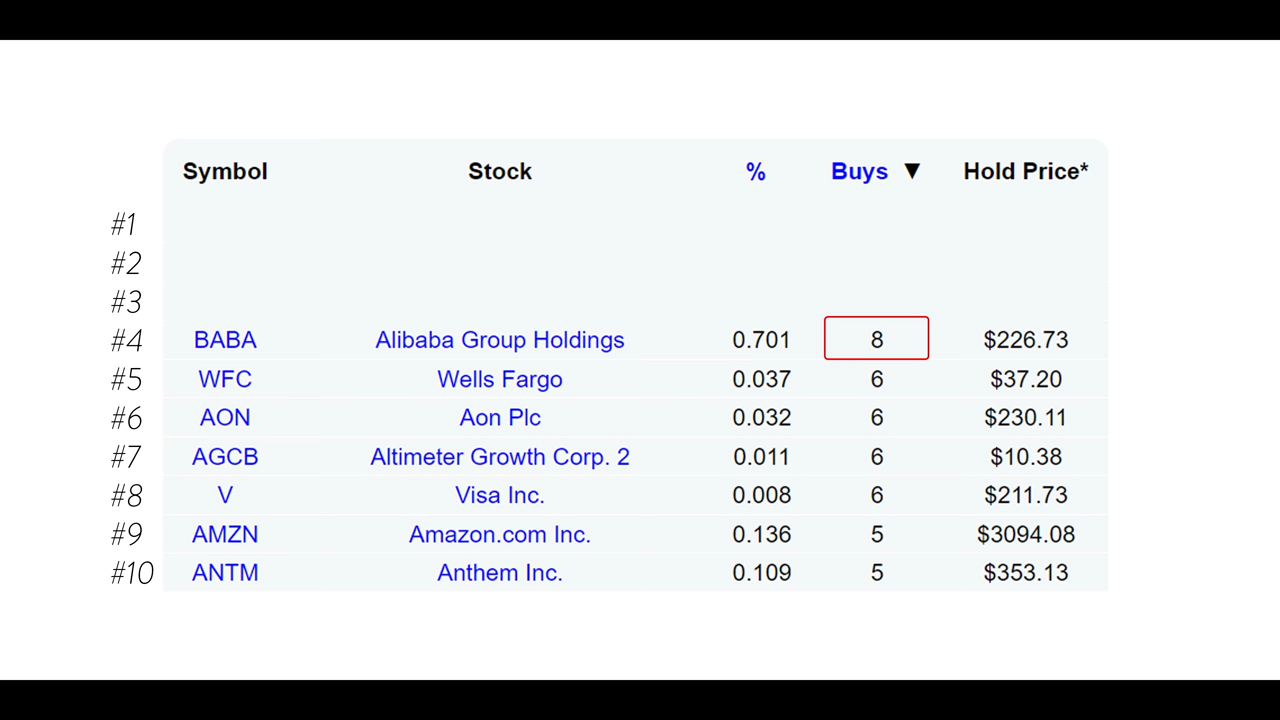 Symbol Stock % Buys ▼ Hold Price*
#1
#2
#3
#4 BABA Alibaba Group Holdings 0.701 8 $226.73
#5 WFC Wells Fargo 0.037 6 $37.20
#6 AON Aon Plc 0.032 6 $230.11
#7 AGCB Altimeter Growth Corp. 2 0.011 6 $10.38
#8 V Visa Inc. 0.008 6 $211.73
#9 AMZN Amazon.com Inc. 0.136 5 $3094.08
#10 ANTM Anthem Inc. 0.109 5 $353.13